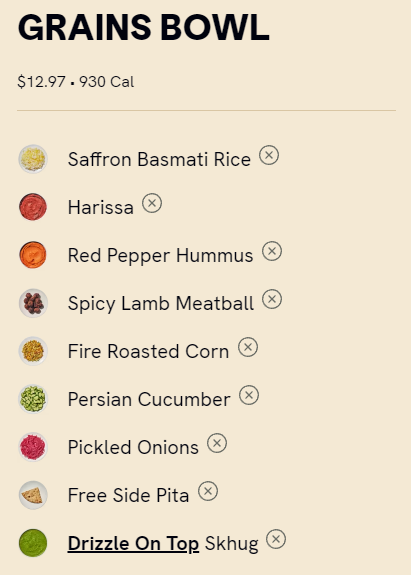 GRAINS BOWL
$12.97 • 930 Cal
Saffron Basmati Rice
Harissa
Red Pepper Hummus
Spicy Lamb Meatball
Fire Roasted Corn
Persian Cucumber
Pickled Onions
Free Side Pita
Drizzle On Top Skhug